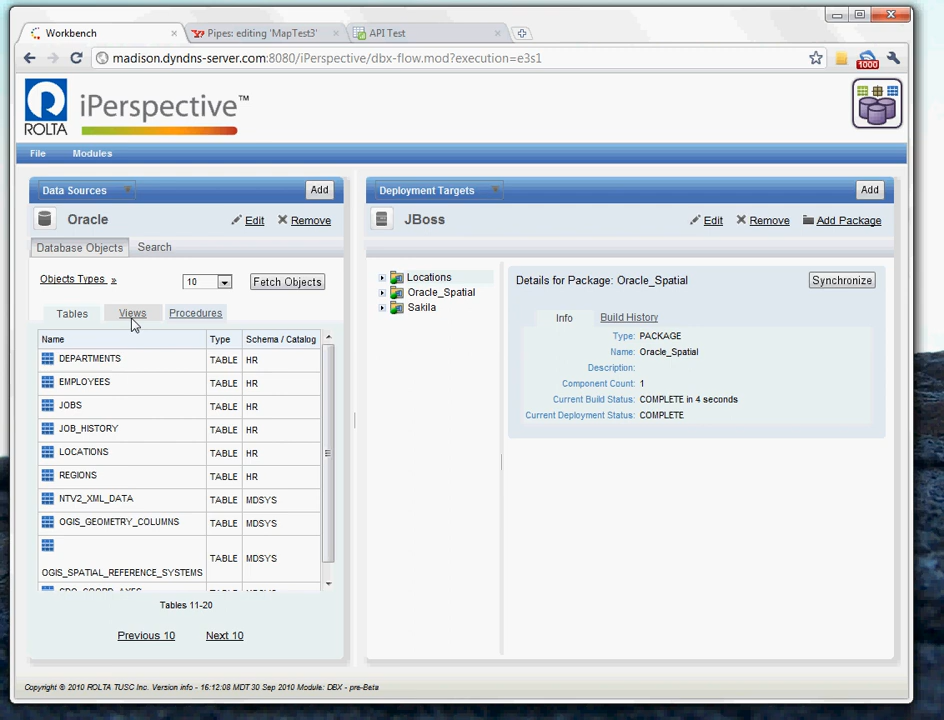 Workbench
Pipes: editing 'MapTest3'
API Test
madison.dyndns-server.com:8080/iPerspective/dbx-flow.mod?execution=e3s1
1000
ROLTA
iPerspective™
File Modules
Data Sources Add
Oracle Edit Remove
Database Objects Search
Objects Types » 10 Fetch Objects
Tables Views Procedures
Name Type Schema / Catalog
DEPARTMENTS TABLE HR
EMPLOYEES TABLE HR
JOBS TABLE HR
JOB_HISTORY TABLE HR
LOCATIONS TABLE HR
REGIONS TABLE HR
NTV2_XML_DATA TABLE MDSYS
OGIS_GEOMETRY_COLUMNS TABLE MDSYS
OGIS_SPATIAL_REFERENCE_SYSTEMS TABLE MDSYS
Tables 11-20
Previous 10 Next 10
Deployment Targets Add
JBoss Edit Remove Add Package
Locations
Oracle_Spatial
Sakila
Details for Package: Oracle_Spatial Synchronize
Info Build History
Type: PACKAGE
Name: Oracle_Spatial
Description:
Component Count: 1
Current Build Status: COMPLETE in 4 seconds
Current Deployment Status: COMPLETE
Copyright © 2010 ROLTA TUSC Inc. Version info - 16:12:08 MDT 30 Sep 2010 Module: DBX - pre-Beta